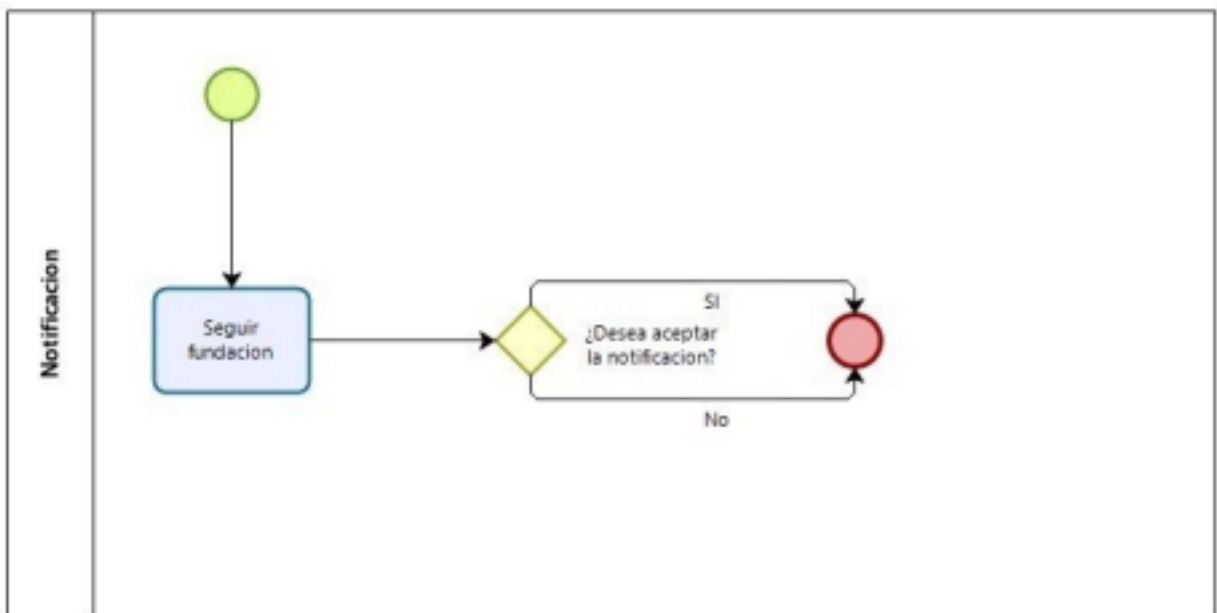 Notificacion
Seguir
fundacion
SI
¿Desea aceptar
la notificacion?
No